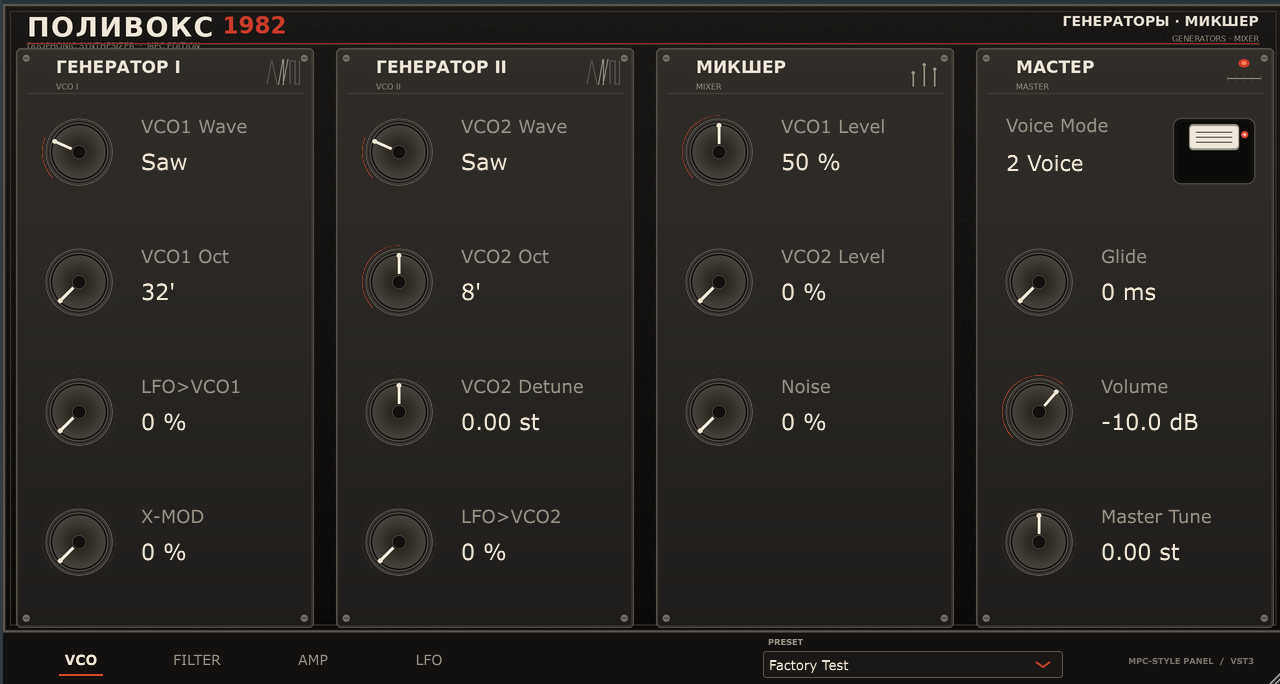 ПОЛИВОКС 1982
DUOPHONIC SYNTHESIZER · MPC EDITION
ГЕНЕРАТОРЫ · МИКШЕР
GENERATORS · MIXER
ГЕНЕРАТОР I
VCO I
VCO1 Wave
Saw
VCO1 Oct
32'
LFO>VCO1
0 %
X-MOD
0 %
ГЕНЕРАТОР II
VCO II
VCO2 Wave
Saw
VCO2 Oct
8'
VCO2 Detune
0.00 st
LFO>VCO2
0 %
МИКШЕР
MIXER
VCO1 Level
50 %
VCO2 Level
0 %
Noise
0 %
МАСТЕР
MASTER
Voice Mode
2 Voice
Glide
0 ms
Volume
-10.0 dB
Master Tune
0.00 st
VCO
FILTER
AMP
LFO
PRESET
Factory Test
MPC-STYLE PANEL / VST3